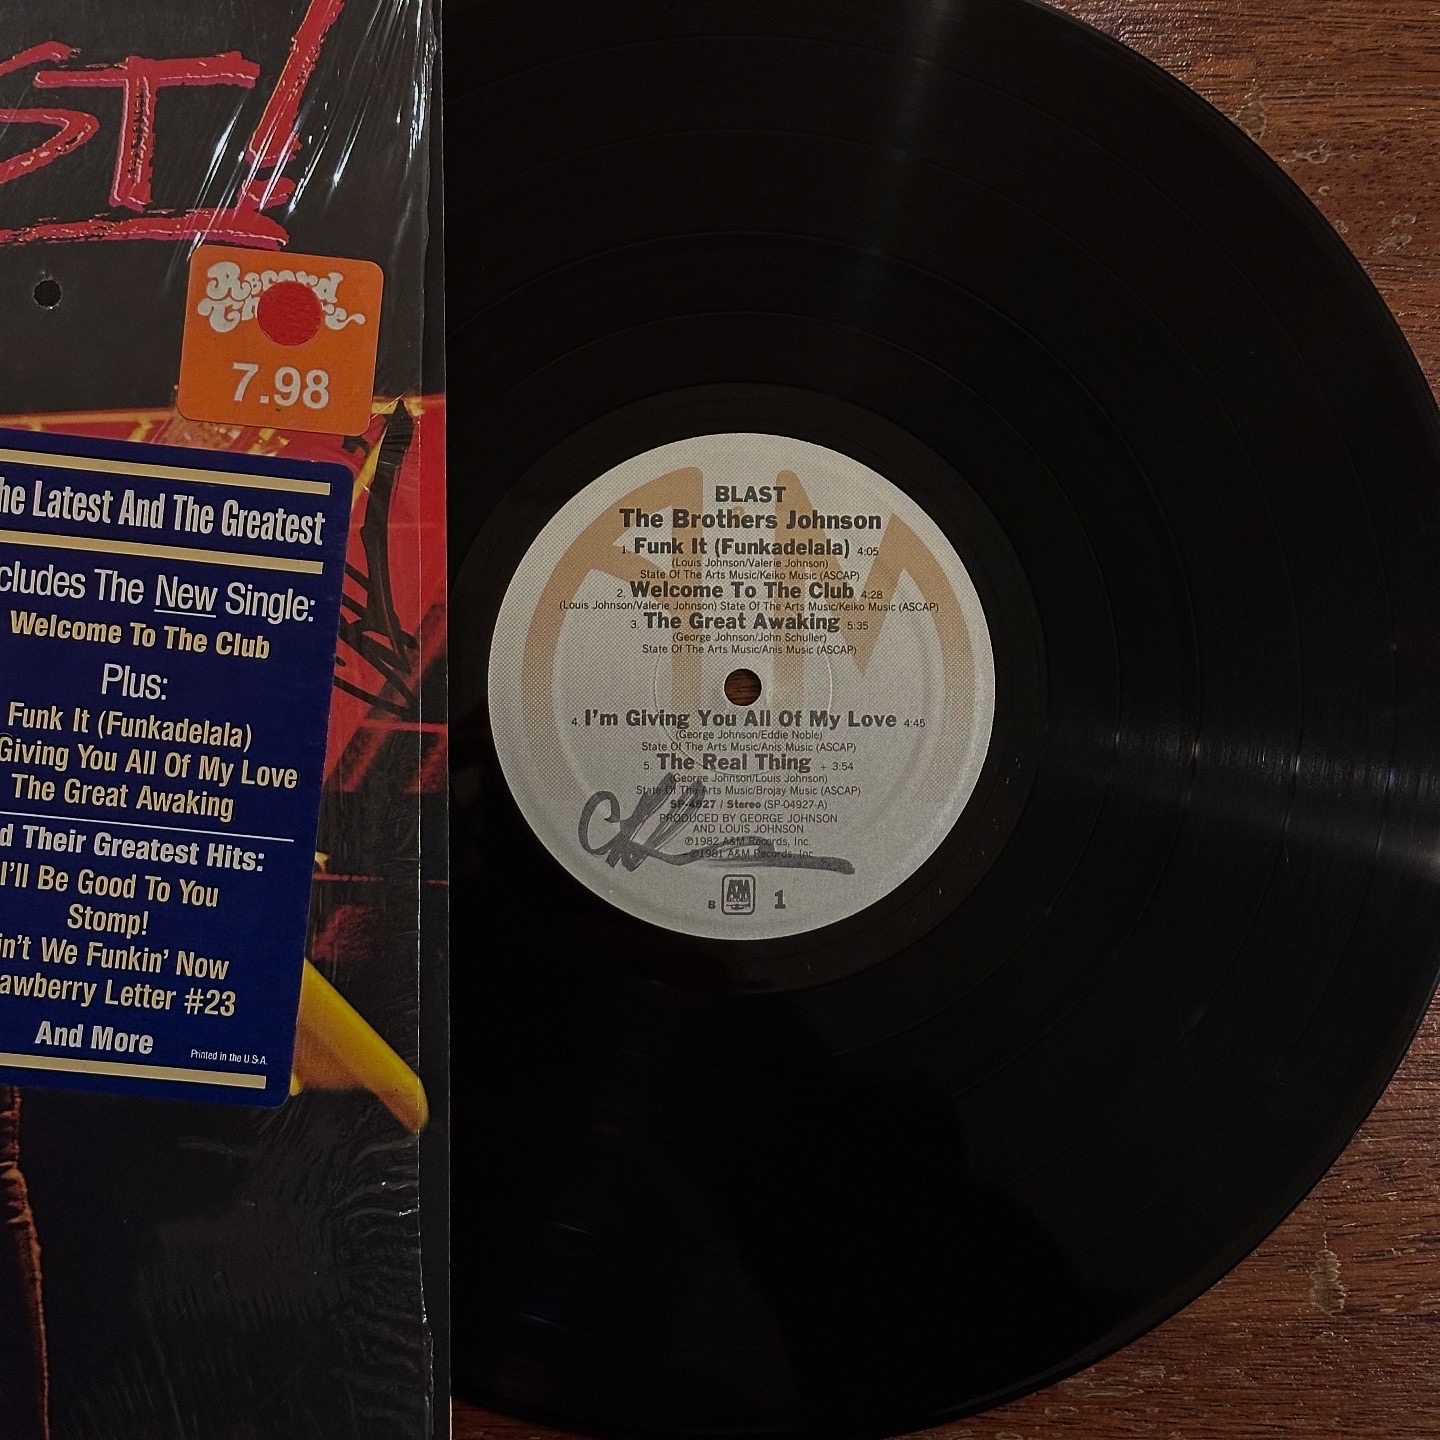 ST!
Record
7.98
he Latest And The Greatest
cludes The New Single:
Welcome To The Club
Plus:
Funk It (Funkadelala)
Giving You All Of My Love
The Great Awaking
d Their Greatest Hits:
I'll Be Good To You
Stomp!
in't We Funkin' Now
awberry Letter #23
And More
Printed in the U.S.A.
BLAST
The Brothers Johnson
1. Funk It (Funkadelala) 4:05
(Louis Johnson/Valerie Johnson)
State Of The Arts Music/Keiko Music (ASCAP)
2. Welcome To The Club 4:28
(Louis Johnson/Valerie Johnson) State Of The Arts Music/Keiko Music (ASCAP)
3. The Great Awaking 5:35
(George Johnson/John Schuller)
State Of The Arts Music/Anis Music (ASCAP)
4. I'm Giving You All Of My Love 4:45
(George Johnson/Eddie Noble)
State Of The Arts Music/Anis Music (ASCAP)
5. The Real Thing + 3:54
(George Johnson/Louis Johnson)
State Of The Arts Music/Brojay Music (ASCAP)
SP-4927 / Stereo (SP-04927-A)
PRODUCED BY GEORGE JOHNSON
AND LOUIS JOHNSON
℗1982 A&M Records, Inc.
©1981 A&M Records, Inc.
B A&M RECORDS 1